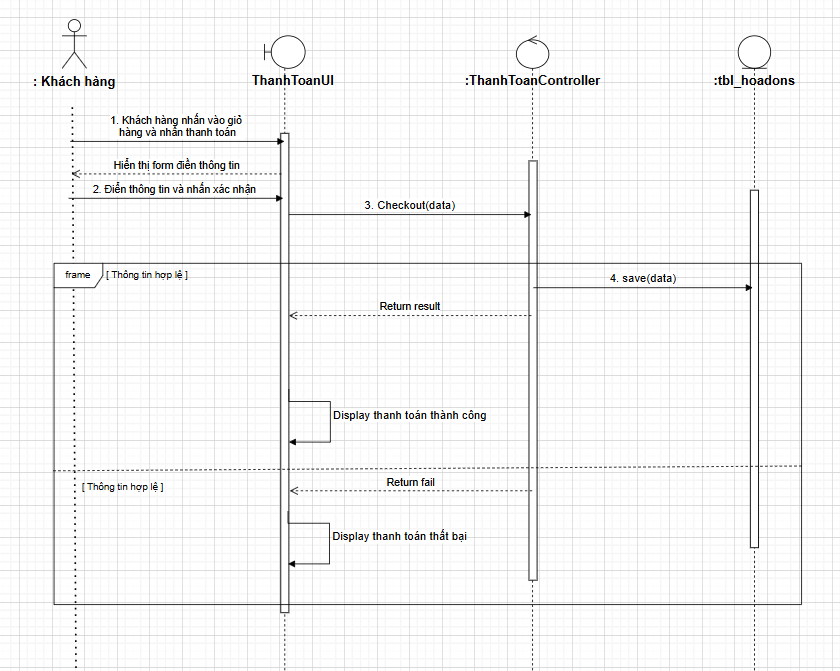 : Khách hàng
ThanhToanUI
:ThanhToanController
:tbl_hoadons
1. Khách hàng nhấn vào giỏ
hàng và nhấn thanh toán
Hiển thị form điền thông tin
2. Điền thông tin và nhấn xác nhận
3. Checkout(data)
frame
[ Thông tin hợp lệ ]
4. save(data)
Return result
Display thanh toán thành công
[ Thông tin hợp lệ ]
Return fail
Display thanh toán thất bại